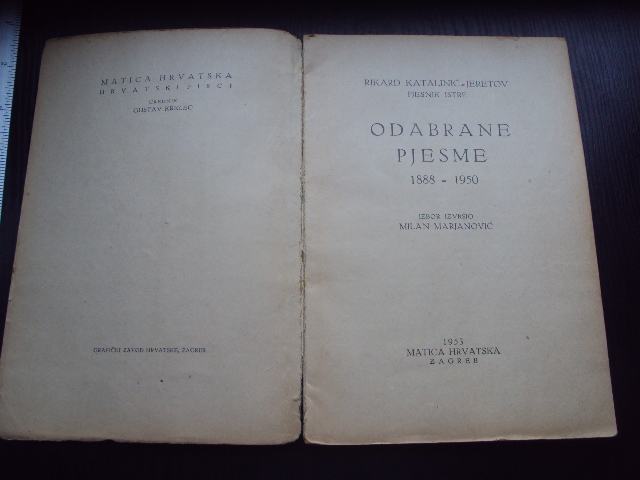 MATICA HRVATSKA
HRVATSKI PISCI
UREDNIK
GUSTAV KRKLEC
GRAFIČKI ZAVOD HRVATSKE, ZAGREB
RIKARD KATALINIĆ-JERETOV
PJESNIK ISTRE
ODABRANE
PJESME
1888 - 1950
IZBOR IZVRŠIO
MILAN MARJANOVIĆ
1953
MATICA HRVATSKA
ZAGREB